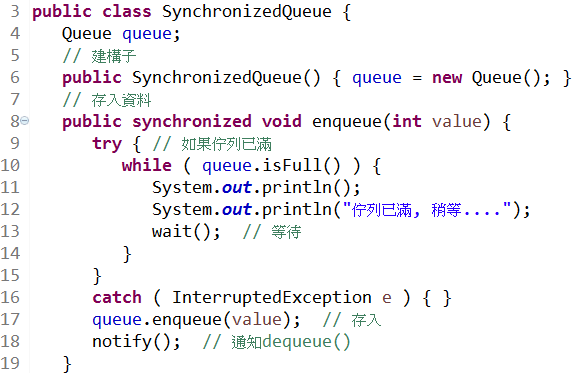 3 public class SynchronizedQueue {
4    Queue queue;
5    // 建構子
6    public SynchronizedQueue() { queue = new Queue(); }
7    // 存入資料
8    public synchronized void enqueue(int value) {
9       try { // 如果佇列已滿
10         while ( queue.isFull() ) {
11            System.out.println();
12            System.out.println("佇列已滿, 稍等....");
13            wait();  // 等待
14         }
15      }
16      catch ( InterruptedException e ) { }
17      queue.enqueue(value);  // 存入
18      notify();  // 通知dequeue()
19   }